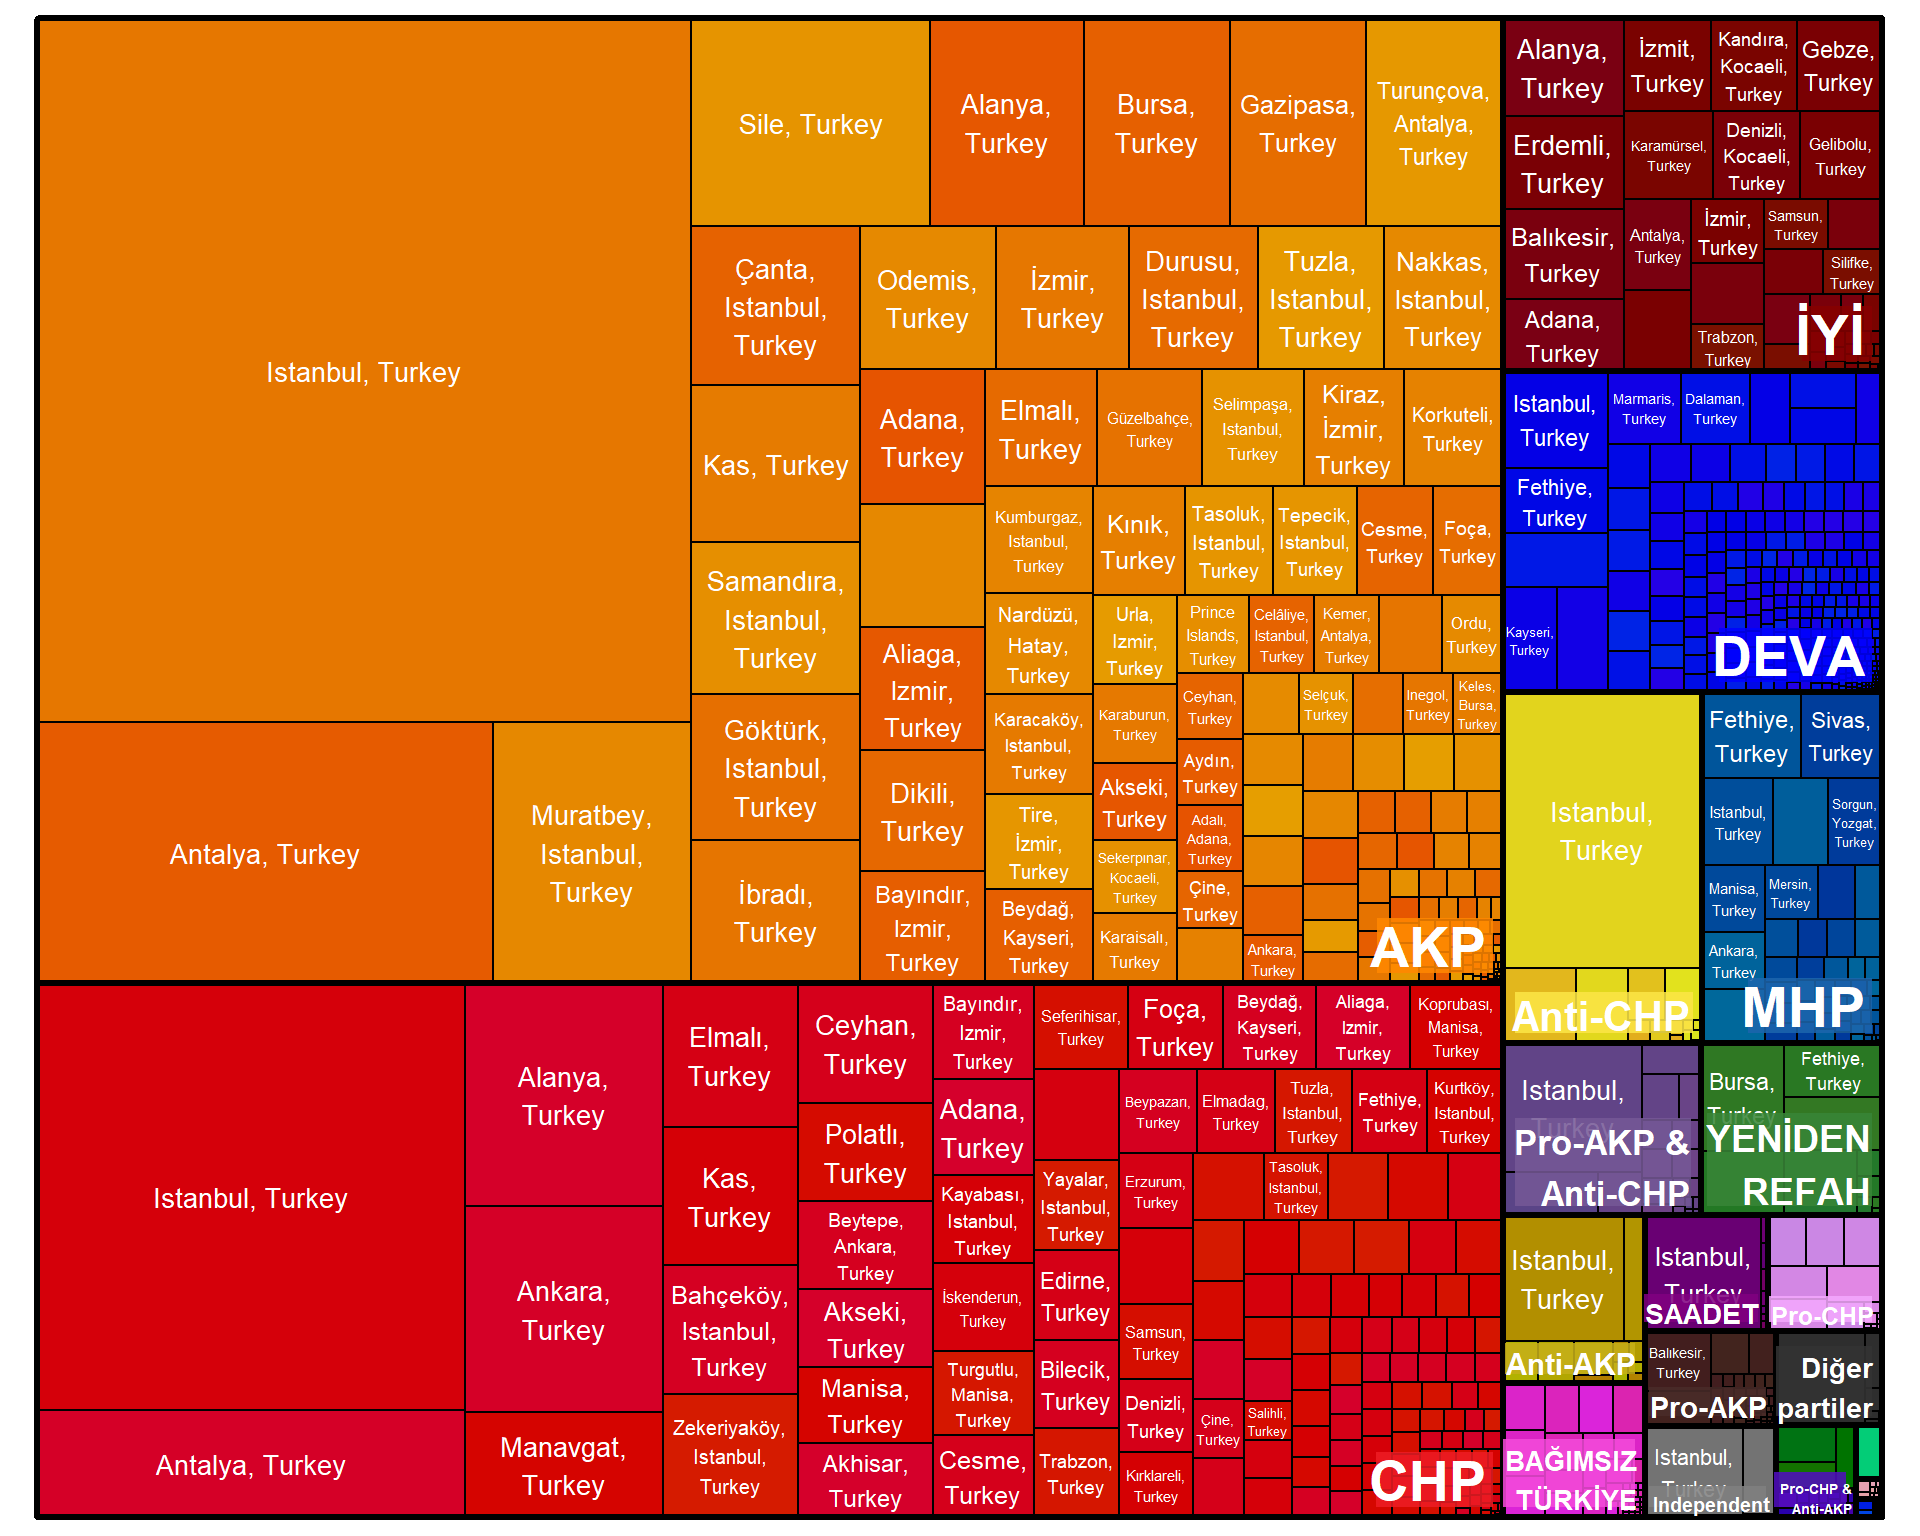 Istanbul, Turkey
Antalya, Turkey
Muratbey,
Istanbul,
Turkey
Sile, Turkey
Alanya,
Turkey
Bursa,
Turkey
Gazipasa,
Turkey
Turunçova,
Antalya,
Turkey
Çanta,
Istanbul,
Turkey
Odemis,
Turkey
İzmir,
Turkey
Durusu,
Istanbul,
Turkey
Tuzla,
Istanbul,
Turkey
Nakkas,
Istanbul,
Turkey
Kas, Turkey
Samandıra,
Istanbul,
Turkey
Göktürk,
Istanbul,
Turkey
İbradı,
Turkey
Adana,
Turkey
Aliaga,
Izmir,
Turkey
Dikili,
Turkey
Bayındır,
Izmir,
Turkey
Elmalı,
Turkey
Güzelbahçe,
Turkey
Selimpaşa,
Istanbul,
Turkey
Kiraz,
İzmir,
Turkey
Korkuteli,
Turkey
Kumburgaz,
Istanbul,
Turkey
Kınık,
Turkey
Tasoluk,
Istanbul,
Turkey
Tepecik,
Istanbul,
Turkey
Cesme,
Turkey
Foça,
Turkey
Nardüzü,
Hatay,
Turkey
Karacaköy,
Istanbul,
Turkey
Tire,
İzmir,
Turkey
Beydağ,
Kayseri,
Turkey
Urla,
Izmir,
Turkey
Karaburun,
Turkey
Akseki,
Turkey
Sekerpınar,
Kocaeli,
Turkey
Karaisalı,
Turkey
Prince
Islands,
Turkey
Celâliye,
Istanbul,
Turkey
Kemer,
Antalya,
Turkey
Ordu,
Turkey
Ceyhan,
Turkey
Selçuk,
Turkey
Inegol,
Turkey
Keles,
Bursa,
Turkey
Aydın,
Turkey
Adalı,
Adana,
Turkey
Çine,
Turkey
Ankara,
Turkey
AKP
Istanbul, Turkey
Antalya, Turkey
Alanya,
Turkey
Ankara,
Turkey
Manavgat,
Turkey
Elmalı,
Turkey
Kas,
Turkey
Bahçeköy,
Istanbul,
Turkey
Zekeriyaköy,
Istanbul,
Turkey
Ceyhan,
Turkey
Polatlı,
Turkey
Beytepe,
Ankara,
Turkey
Akseki,
Turkey
Manisa,
Turkey
Akhisar,
Turkey
Bayındır,
Izmir,
Turkey
Adana,
Turkey
Kayabası,
Istanbul,
Turkey
İskenderun,
Turkey
Turgutlu,
Manisa,
Turkey
Cesme,
Turkey
Seferihisar,
Turkey
Foça,
Turkey
Beydağ,
Kayseri,
Turkey
Aliaga,
Izmir,
Turkey
Koprubası,
Manisa,
Turkey
Yayalar,
Istanbul,
Turkey
Edirne,
Turkey
Bilecik,
Turkey
Trabzon,
Turkey
Beypazarı,
Turkey
Elmadag,
Turkey
Tuzla,
Istanbul,
Turkey
Fethiye,
Turkey
Kurtköy,
Istanbul,
Turkey
Erzurum,
Turkey
Tasoluk,
Istanbul,
Turkey
Samsun,
Turkey
Denizli,
Turkey
Kırklareli,
Turkey
Çine,
Turkey
Salihli,
Turkey
CHP
Alanya,
Turkey
Erdemli,
Turkey
Balıkesir,
Turkey
Adana,
Turkey
İzmit,
Turkey
Kandıra,
Kocaeli,
Turkey
Gebze,
Turkey
Karamürsel,
Turkey
Denizli,
Kocaeli,
Turkey
Gelibolu,
Turkey
Antalya,
Turkey
İzmir,
Turkey
Samsun,
Turkey
Silifke,
Turkey
Trabzon,
Turkey
İYİ
Istanbul,
Turkey
Fethiye,
Turkey
Kayseri,
Turkey
Marmaris,
Turkey
Dalaman,
Turkey
DEVA
Istanbul,
Turkey
Anti-CHP
Fethiye,
Turkey
Sivas,
Turkey
Istanbul,
Turkey
Sorgun,
Yozgat,
Turkey
Manisa,
Turkey
Mersin,
Turkey
Ankara,
Turkey
MHP
Istanbul,
Turkey
Pro-AKP &
Anti-CHP
Bursa,
Turkey
Fethiye,
Turkey
YENİDEN
REFAH
Istanbul,
Turkey
Anti-AKP
Istanbul,
Turkey
SAADET
Pro-CHP
BAĞIMSIZ
TÜRKİYE
Balıkesir,
Turkey
Pro-AKP
Diğer
partiler
Istanbul,
Turkey
Independent
Pro-CHP &
Anti-AKP